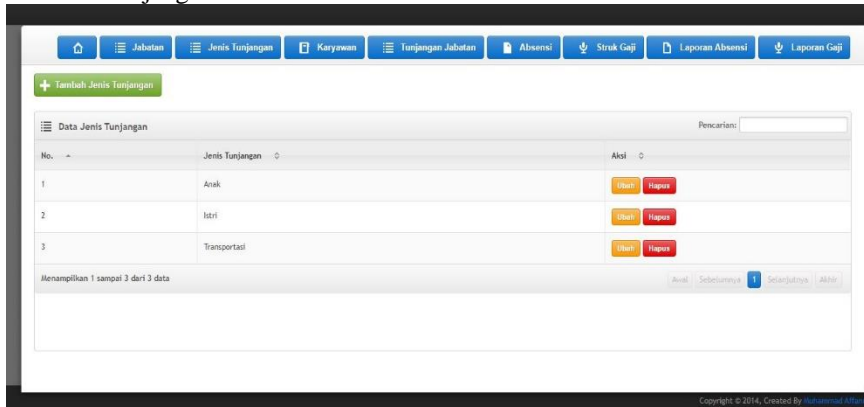 Jabatan Jenis Tunjangan Karyawan Tunjangan Jabatan Absensi Struk Gaji Laporan Absensi Laporan Gaji
Tambah Jenis Tunjangan
Data Jenis Tunjangan Pencarian:
No. Jenis Tunjangan Aksi
1 Anak Ubah Hapus
2 Istri Ubah Hapus
3 Transportasi Ubah Hapus
Menampilkan 1 sampai 3 dari 3 data Awal Sebelumnya 1 Selanjutnya Akhir
Copyright © 2014, Created By Muhammad Affan